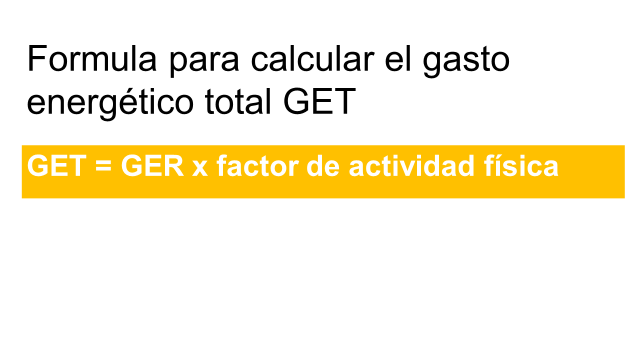 Formula para calcular el gasto
energético total GET
GET = GER x factor de actividad física